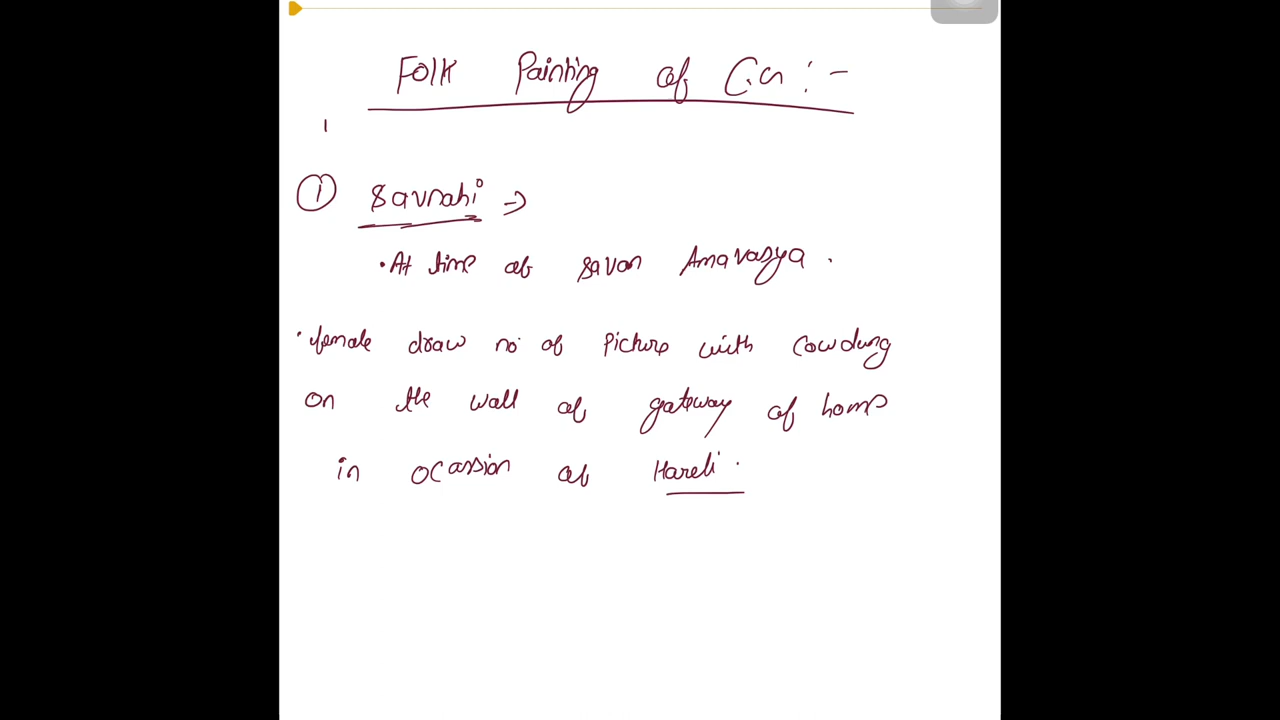 Folk Painting of C.G :-
① Savnahi ⇒
• At time of Savan Amavasya .
• female draw no. of Picture with Cowdung
on the wall of gateway of home
in ocassion of Hareli .